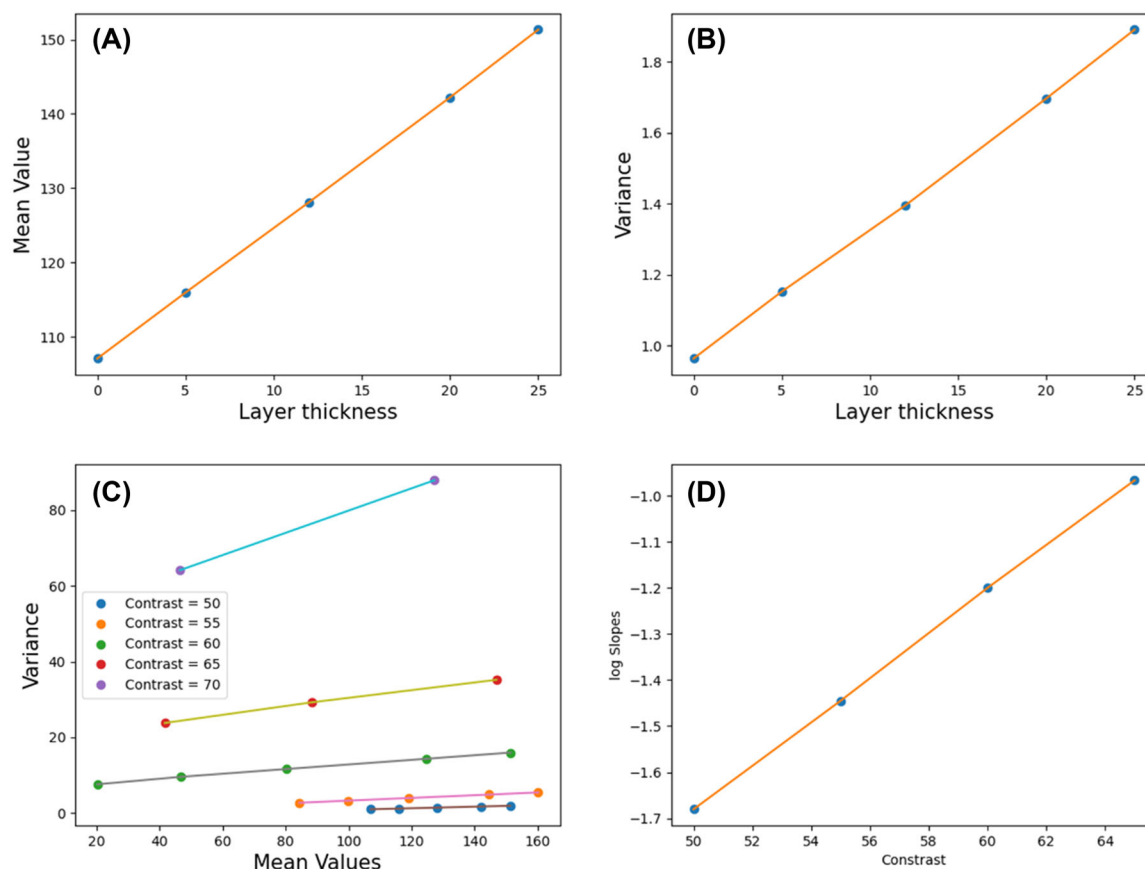 (A)
Mean Value
150
140
130
120
110
0 5 10 15 20 25
Layer thickness
(B)
Variance
1.8
1.6
1.4
1.2
1.0
0 5 10 15 20 25
Layer thickness
(C)
Variance
80
60
40
20
0
Contrast = 50
Contrast = 55
Contrast = 60
Contrast = 65
Contrast = 70
20 40 60 80 100 120 140 160
Mean Values
(D)
log Slopes
−1.0
−1.1
−1.2
−1.3
−1.4
−1.5
−1.6
−1.7
50 52 54 56 58 60 62 64
Constrast